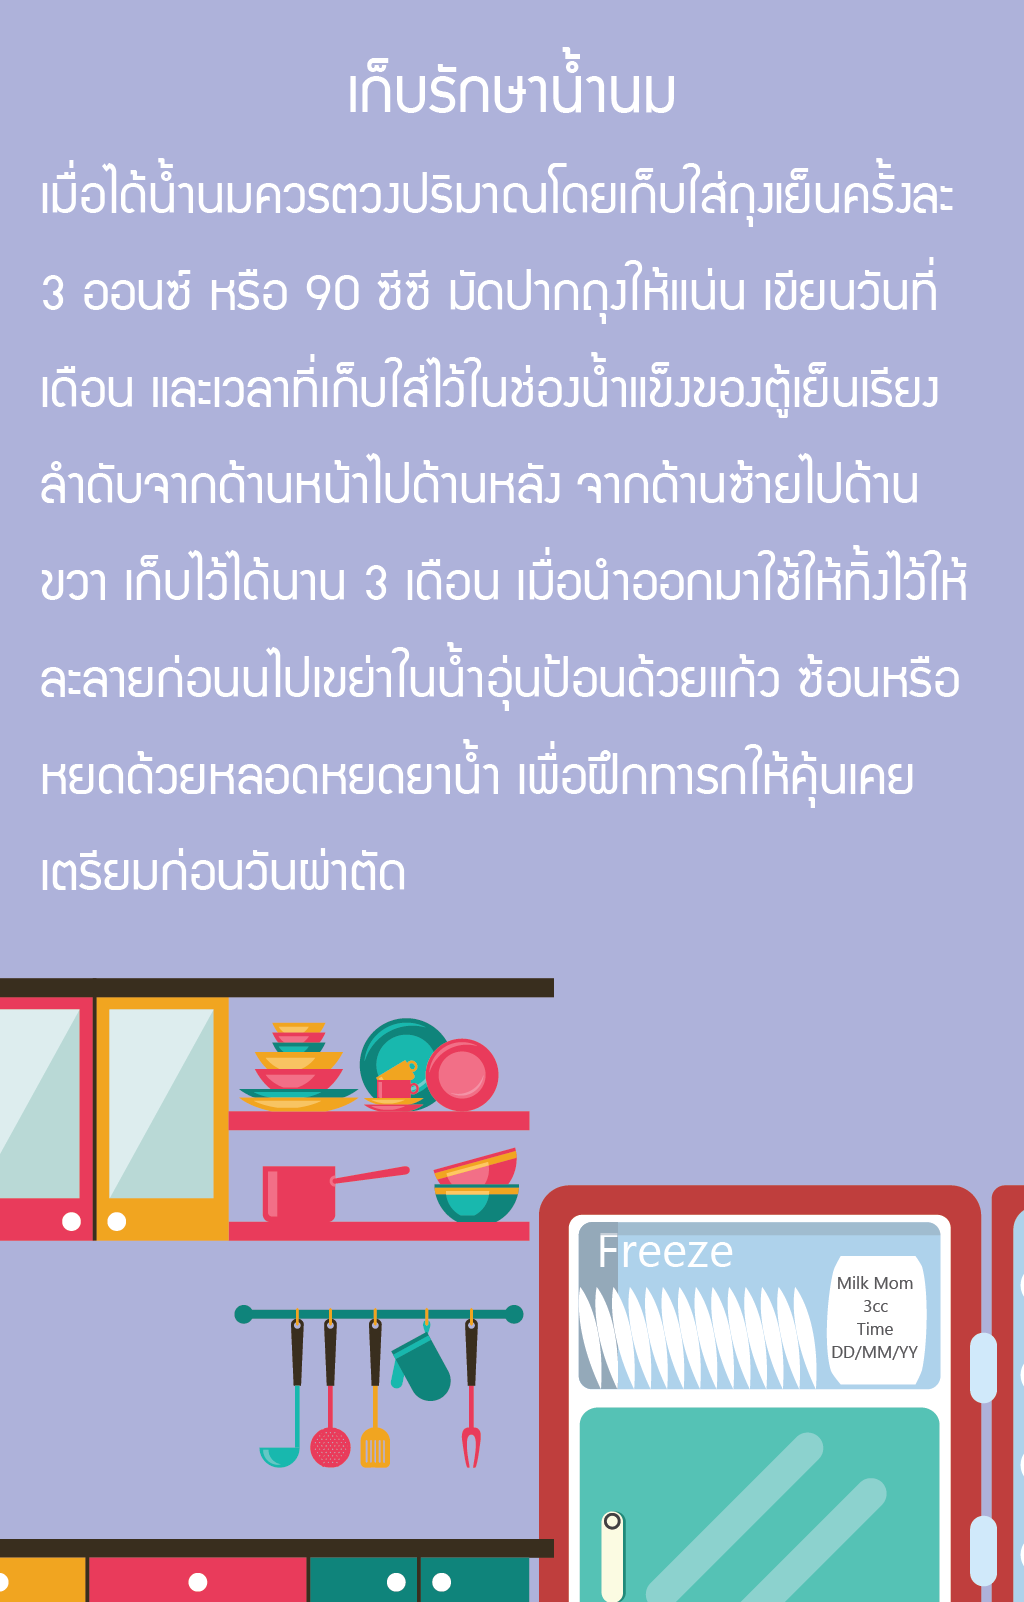 เก็บรักษาน้ำนม
เมื่อได้น้ำนมควรตวงปริมาณโดยเก็บใส่ถุงเย็นครั้งละ
3 ออนซ์ หรือ 90 ซีซี มัดปากถุงให้แน่น เขียนวันที่
เดือน และเวลาที่เก็บใส่ไว้ในช่องน้ำแข็งของตู้เย็นเรียง
ลำดับจากด้านหน้าไปด้านหลัง จากด้านซ้ายไปด้าน
ขวา เก็บไว้ได้นาน 3 เดือน เมื่อนำออกมาใช้ให้ทิ้งไว้ให้
ละลายก่อนนไปเขย่าในน้ำอุ่นป้อนด้วยแก้ว ซ้อนหรือ
หยดด้วยหลอดหยดยาน้ำ เพื่อฝึกทารกให้คุ้นเคย
เตรียมก่อนวันผ่าตัด
Freeze
Milk Mom
3cc
Time
DD/MM/YY